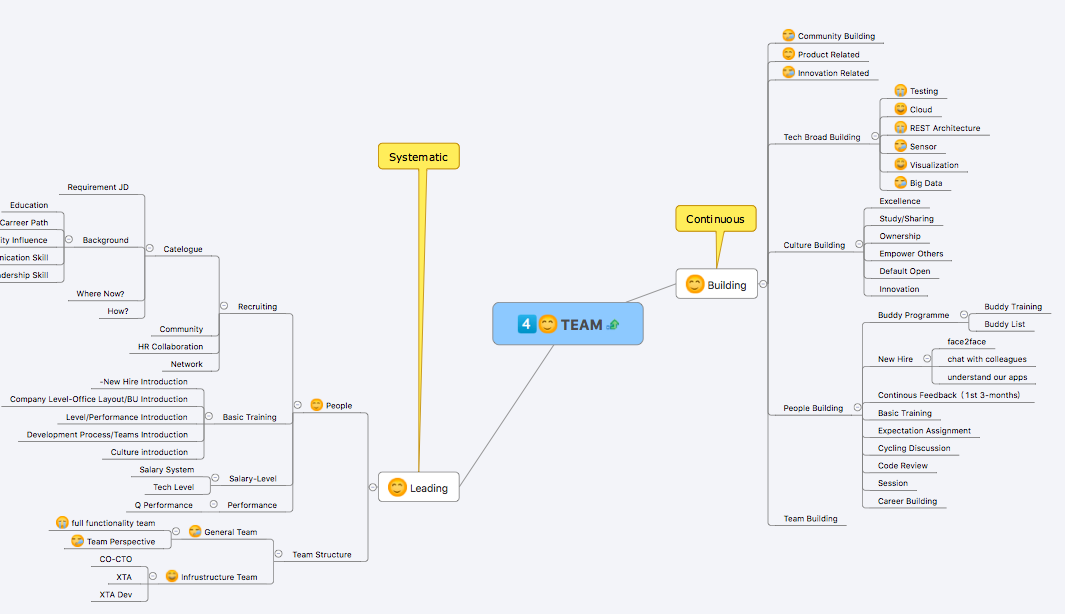 4 TEAM
Continuous
Building
Community Building
Product Related
Innovation Related
Tech Broad Building
Testing
Cloud
REST Architecture
Sensor
Visualization
Big Data
Culture Building
Excellence
Study/Sharing
Ownership
Empower Others
Default Open
Innovation
People Building
Buddy Programme
Buddy Training
Buddy List
New Hire
face2face
chat with colleagues
understand our apps
Continous Feedback（1st 3-months)
Basic Training
Expectation Assignment
Cycling Discussion
Code Review
Session
Career Building
Team Building
Systematic
Leading
People
Recruiting
Catelogue
Requirement JD
Background
Education
Carreer Path
ity Influence
nication Skill
dership Skill
Where Now?
How?
Community
HR Collaboration
Network
Basic Training
-New Hire Introduction
Company Level-Office Layout/BU Introduction
Level/Performance Introduction
Development Process/Teams Introduction
Culture introduction
Salary-Level
Salary System
Tech Level
Performance
Q Performance
Team Structure
General Team
full functionality team
Team Perspective
Infrustructure Team
CO-CTO
XTA
XTA Dev